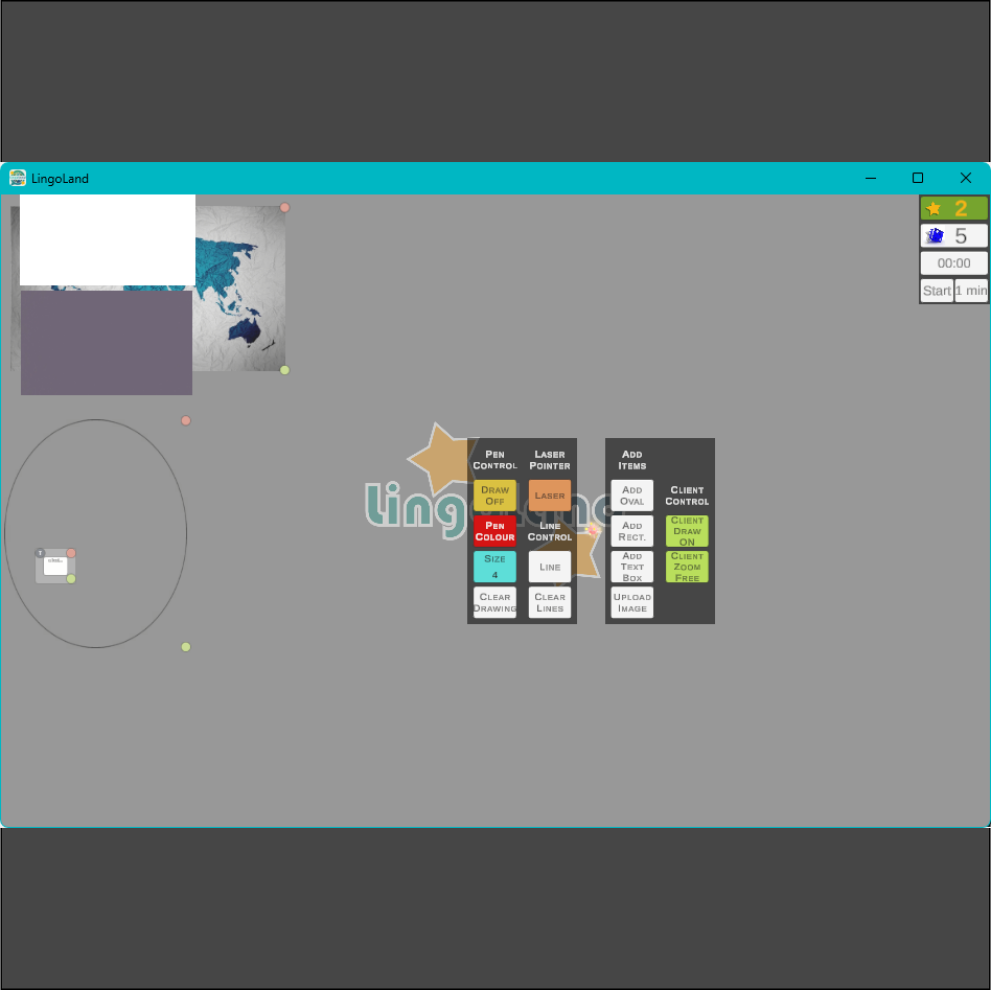 LingoLand
2
5
00:00
Start
1 min
PEN CONTROL
LASER POINTER
DRAW OFF
LASER
PEN COLOUR
LINE CONTROL
SIZE
4
LINE
CLEAR DRAWING
CLEAR LINES
ADD ITEMS
ADD OVAL
CLIENT CONTROL
ADD RECT.
CLIENT DRAW ON
ADD TEXT BOX
CLIENT ZOOM FREE
UPLOAD IMAGE
T